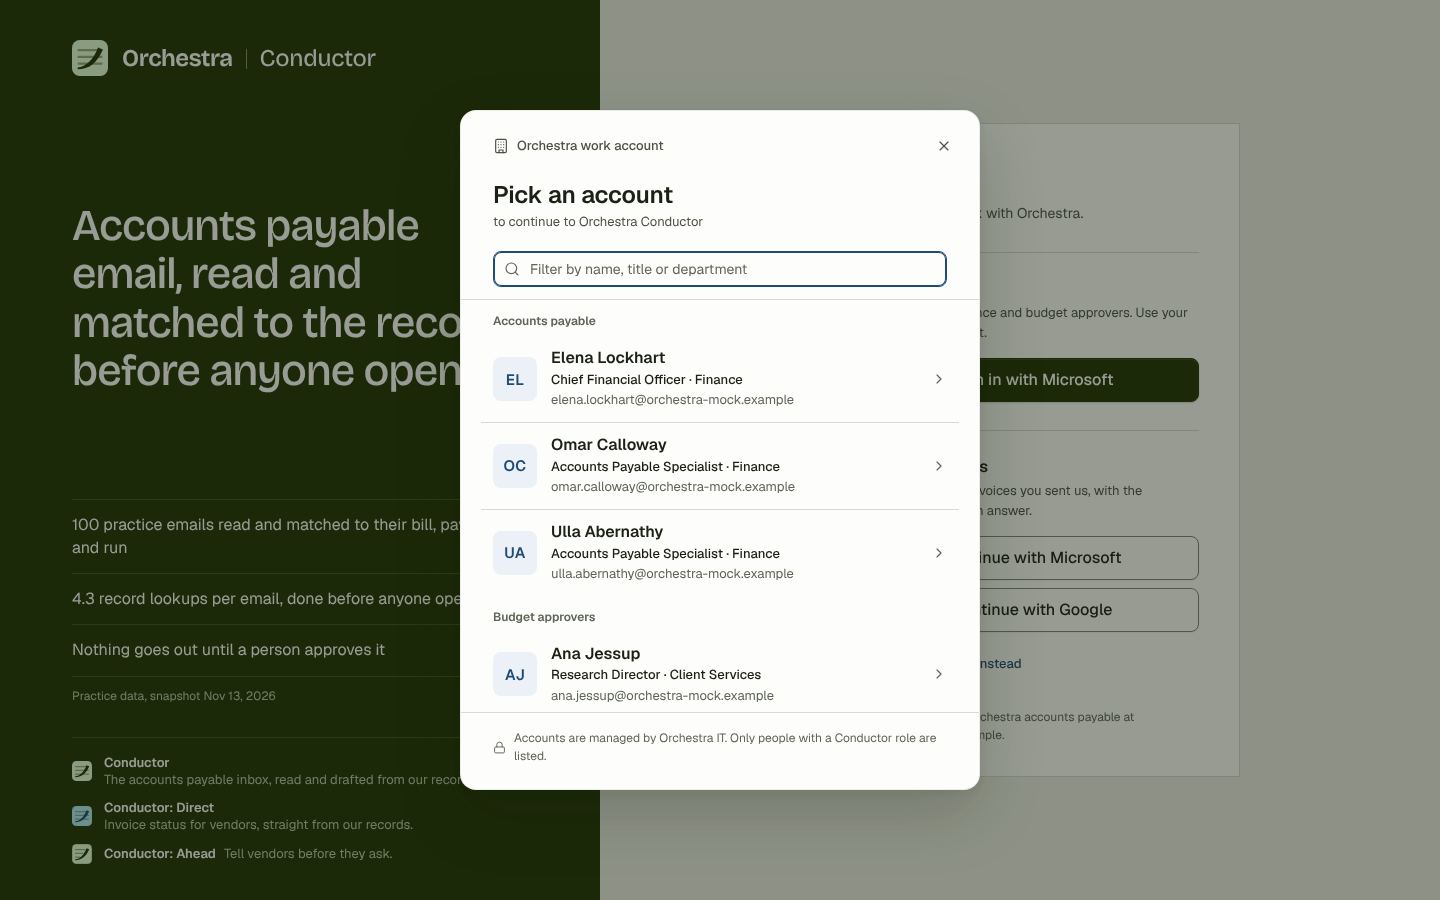 Orchestra | Conductor
Accounts payable
email, read and
matched to the reco
before anyone open
100 practice emails read and matched to their bill, pay
and run
4.3 record lookups per email, done before anyone ope
Nothing goes out until a person approves it
Practice data, snapshot Nov 13, 2026
Conductor
The accounts payable inbox, read and drafted from our recor
Conductor: Direct
Invoice status for vendors, straight from our records.
Conductor: Ahead Tell vendors before they ask.
Orchestra work account
Pick an account
to continue to Orchestra Conductor
Filter by name, title or department
Accounts payable
EL
Elena Lockhart
Chief Financial Officer · Finance
elena.lockhart@orchestra-mock.example
OC
Omar Calloway
Accounts Payable Specialist · Finance
omar.calloway@orchestra-mock.example
UA
Ulla Abernathy
Accounts Payable Specialist · Finance
ulla.abernathy@orchestra-mock.example
Budget approvers
AJ
Ana Jessup
Research Director · Client Services
ana.jessup@orchestra-mock.example
Accounts are managed by Orchestra IT. Only people with a Conductor role are
listed.
with Orchestra.
nce and budget approvers. Use your
t.
n in with Microsoft
s
voices you sent us, with the
answer.
inue with Microsoft
tinue with Google
nstead
chestra accounts payable at
mple.